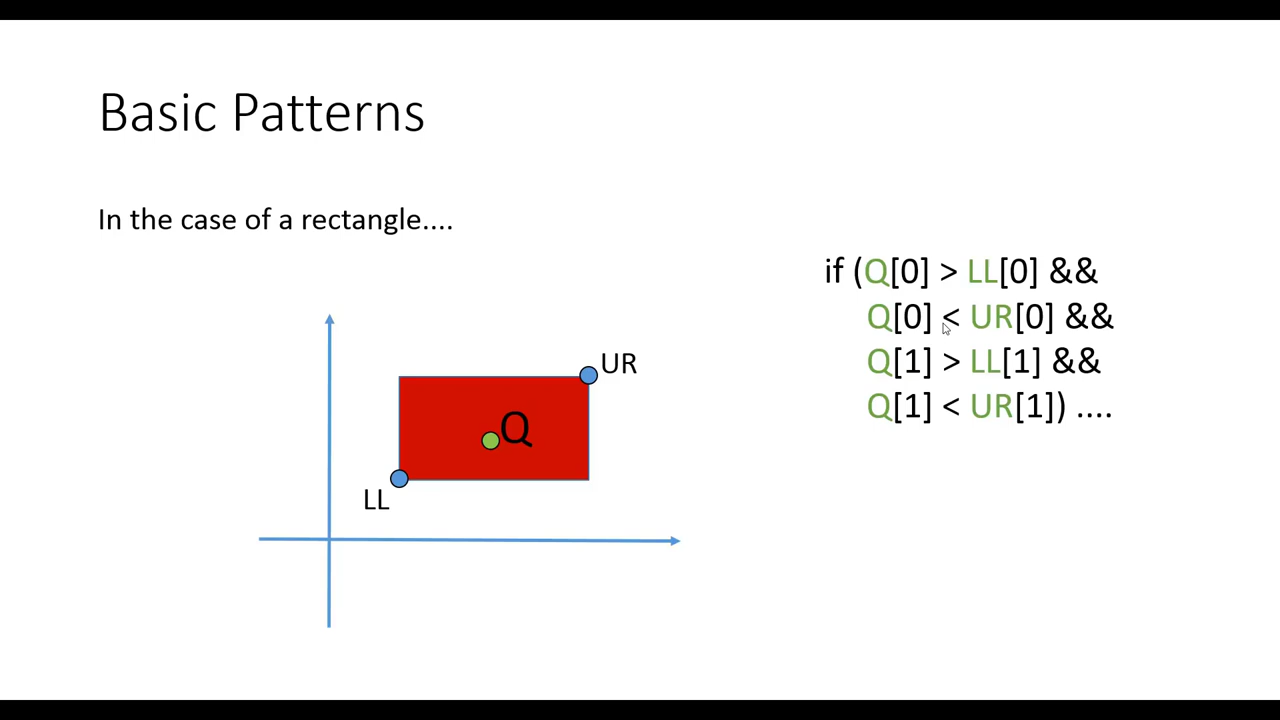 Basic Patterns
In the case of a rectangle....
if (Q[0] > LL[0] &&
Q[0] < UR[0] &&
Q[1] > LL[1] &&
Q[1] < UR[1]) ....
UR
Q
LL